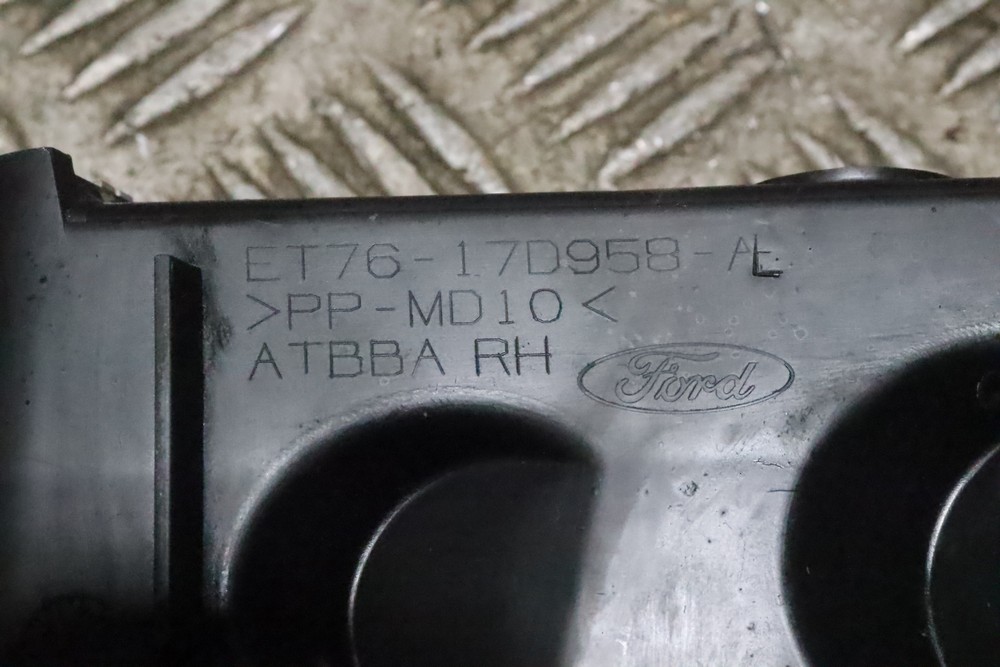 ET76-17D958-AL
>PP-MD10<
ATBBA RH
Ford